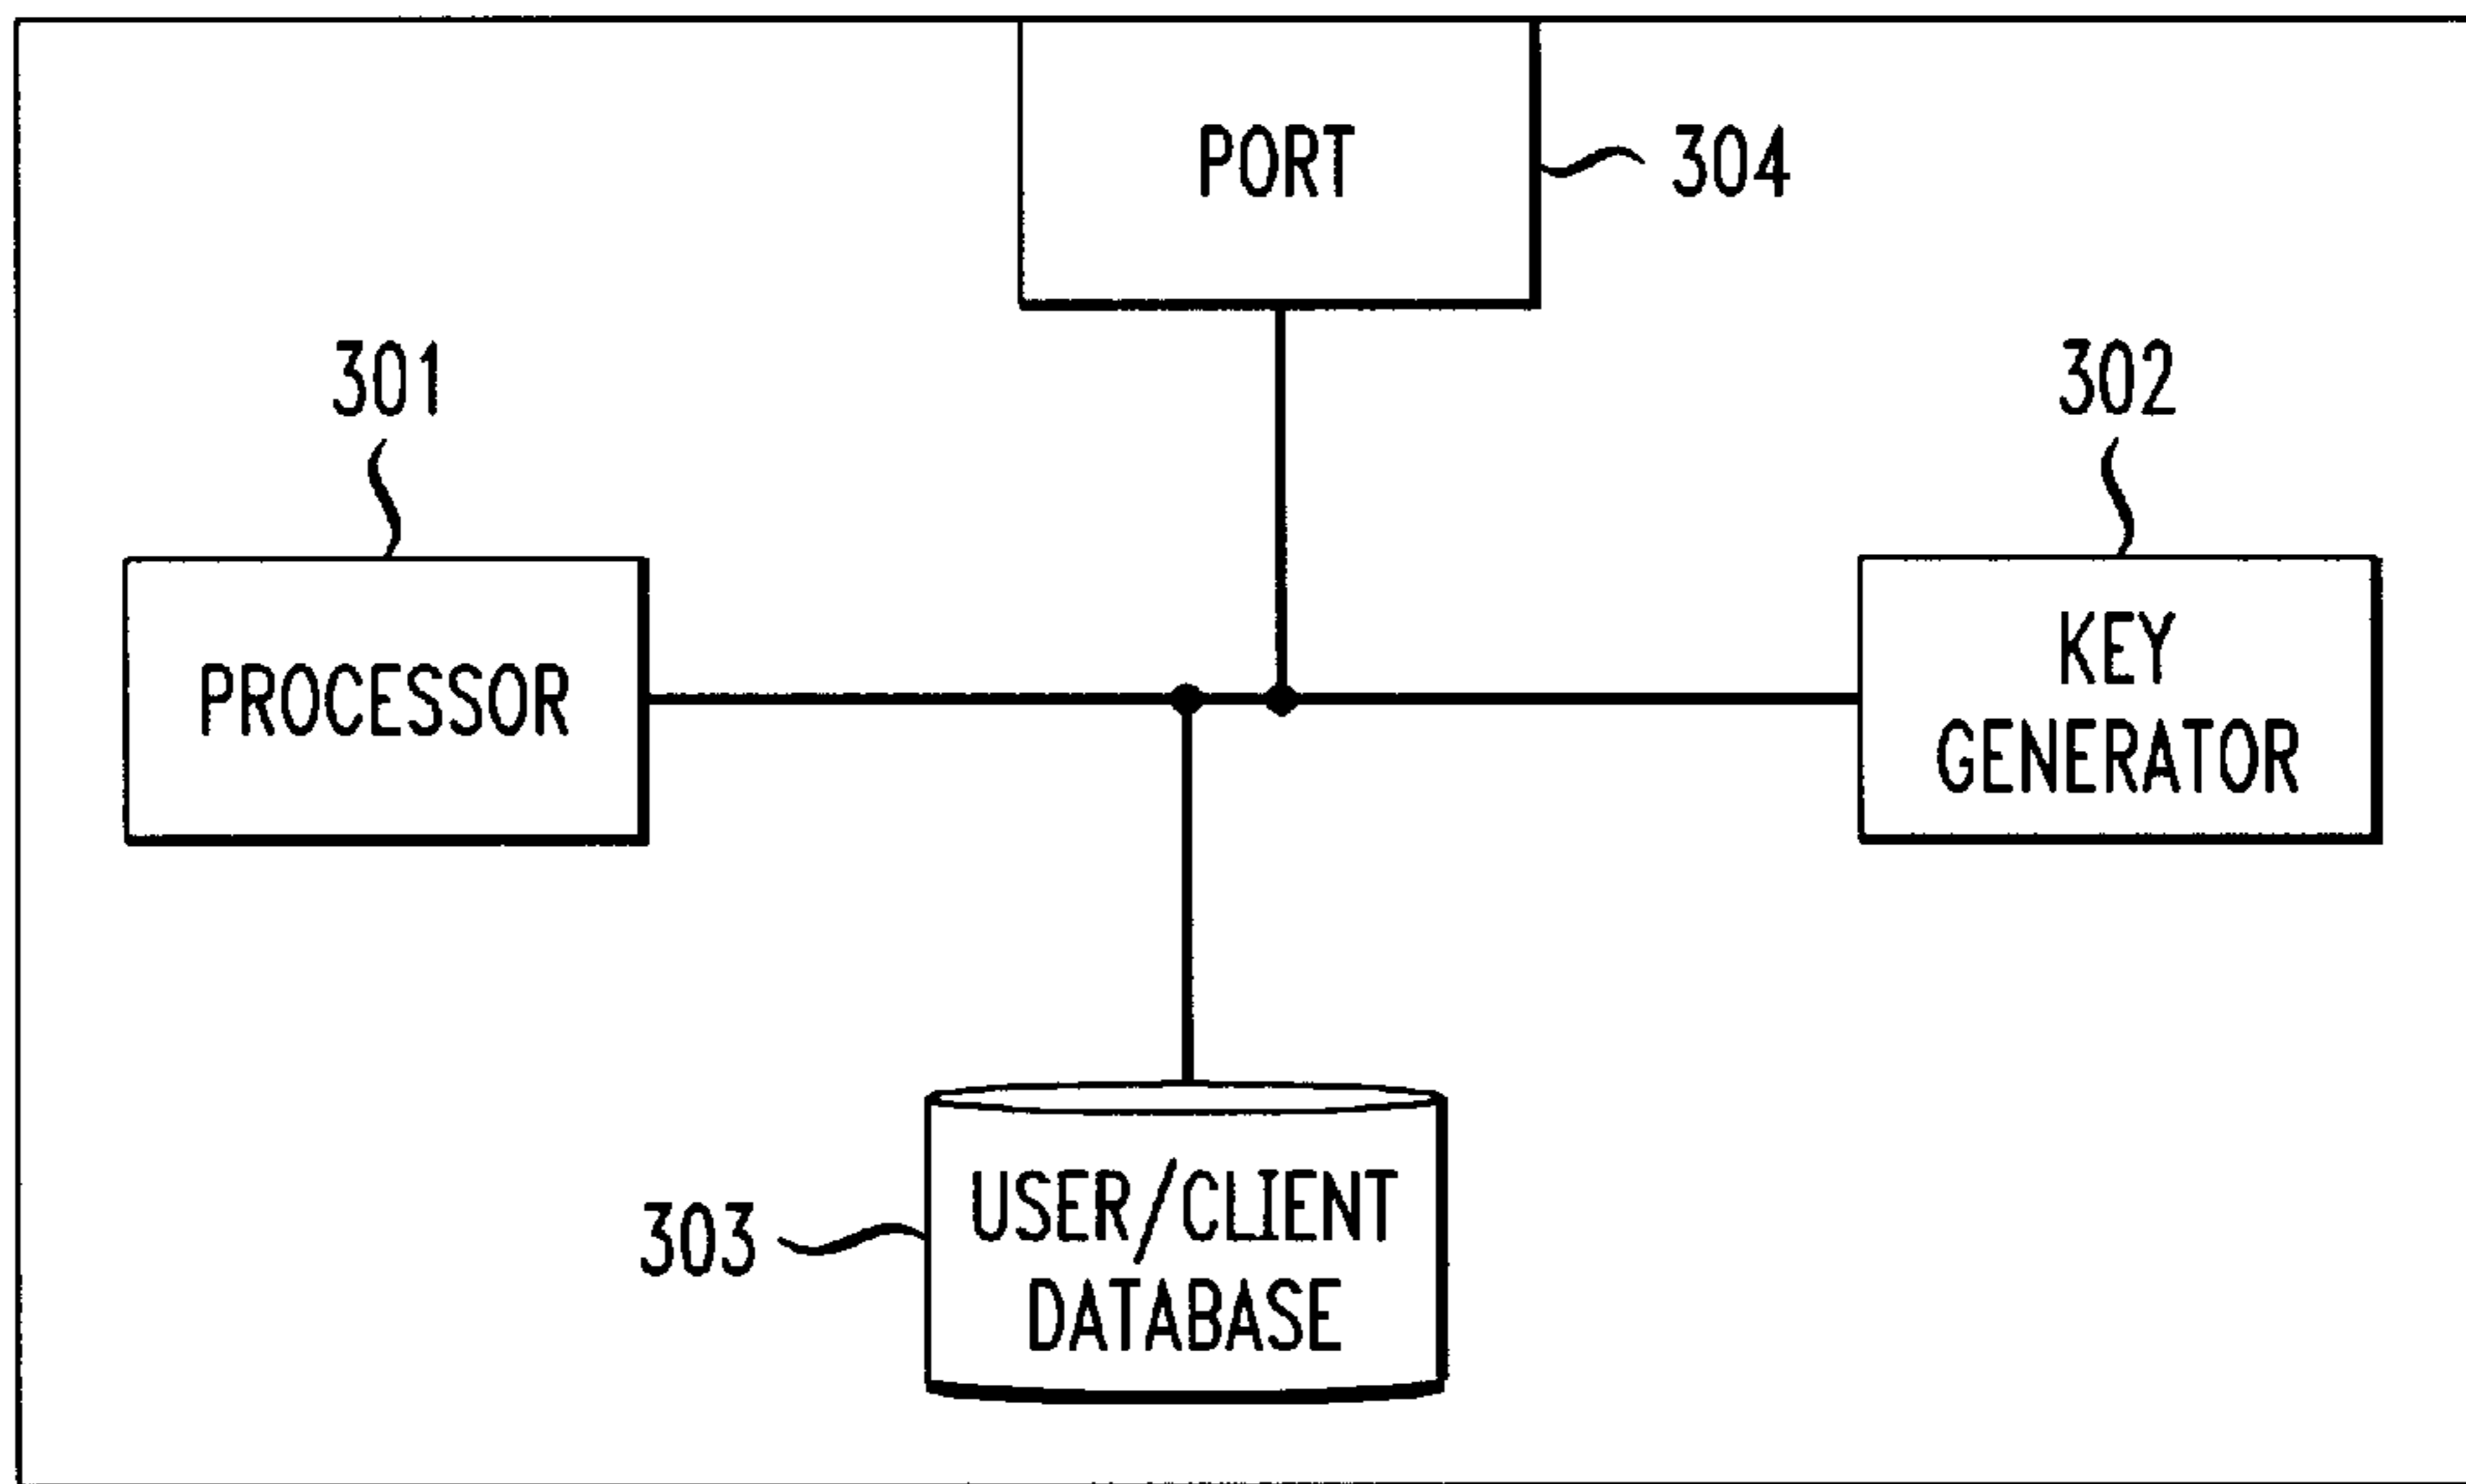 PORT
304
301
302
PROCESSOR
KEY
GENERATOR
303
USER/CLIENT
DATABASE